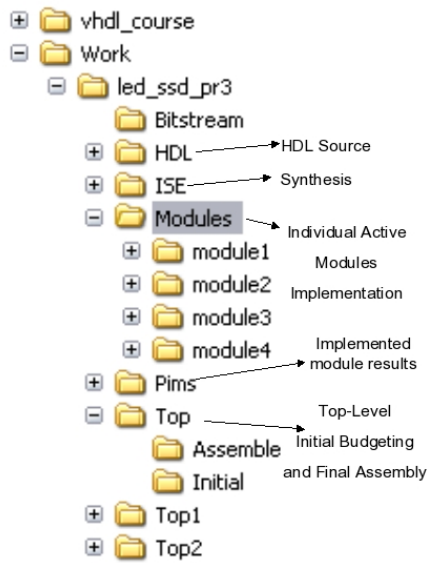 vhdl_course
Work
led_ssd_pr3
Bitstream
HDL
HDL Source
ISE
Synthesis
Modules
Individual Active
Modules
Implementation
module1
module2
module3
module4
Pims
Implemented
module results
Top
Top-Level
Initial Budgeting
and Final Assembly
Assemble
Initial
Top1
Top2